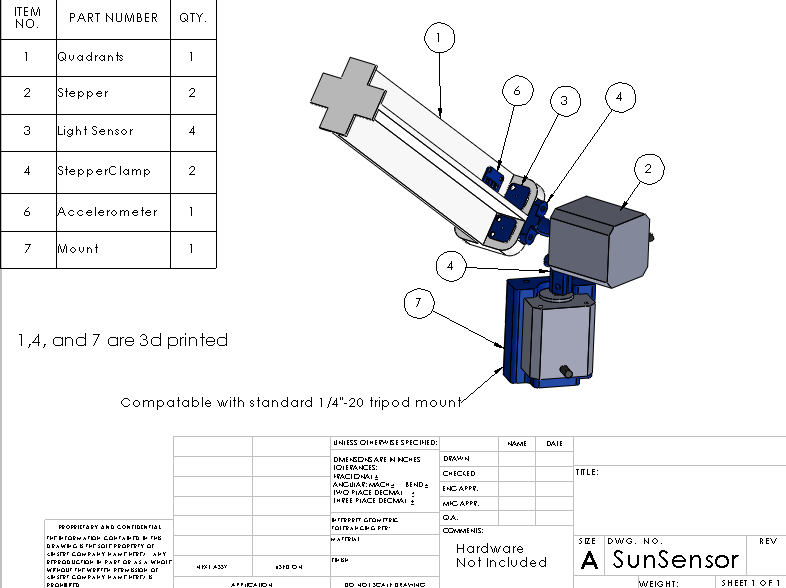 ITEM NO. PART NUMBER QTY.
1 Quadrants 1
2 Stepper 2
3 Light Sensor 4
4 StepperClamp 2
6 Accelerometer 1
7 Mount 1
1
6
3
4
2
4
7
1,4, and 7 are 3d printed
Compatable with standard 1/4"-20 tripod mount
UNLESS OTHERWISE SPECIFIED:
DIMENSIONS ARE IN INCHES
TOLERANCES:
FRACTIONAL ±
ANGULAR: MACH ± BEND ±
TWO PLACE DECIMAL ±
THREE PLACE DECIMAL ±
INTERPRET GEOMETRIC
TOLERANCING PER:
MATERIAL
FINISH
DO NOT SCALE DRAWING
NAME DATE
DRAWN
CHECKED
ENG APPR.
MFG APPR.
Q.A.
COMMENTS:
Hardware
Not Included
TITLE:
SIZE DWG. NO. REV
A SunSensor
WEIGHT: SHEET 1 OF 1
PROPRIETARY AND CONFIDENTIAL
THE INFORMATION CONTAINED IN THIS
DRAWING IS THE SOLE PROPERTY OF
<INSERT COMPANY NAME HERE>. ANY
REPRODUCTION IN PART OR AS A WHOLE
WITHOUT THE WRITTEN PERMISSION OF
<INSERT COMPANY NAME HERE> IS
PROHIBITED.
NEXT ASSY USED ON
APPLICATION